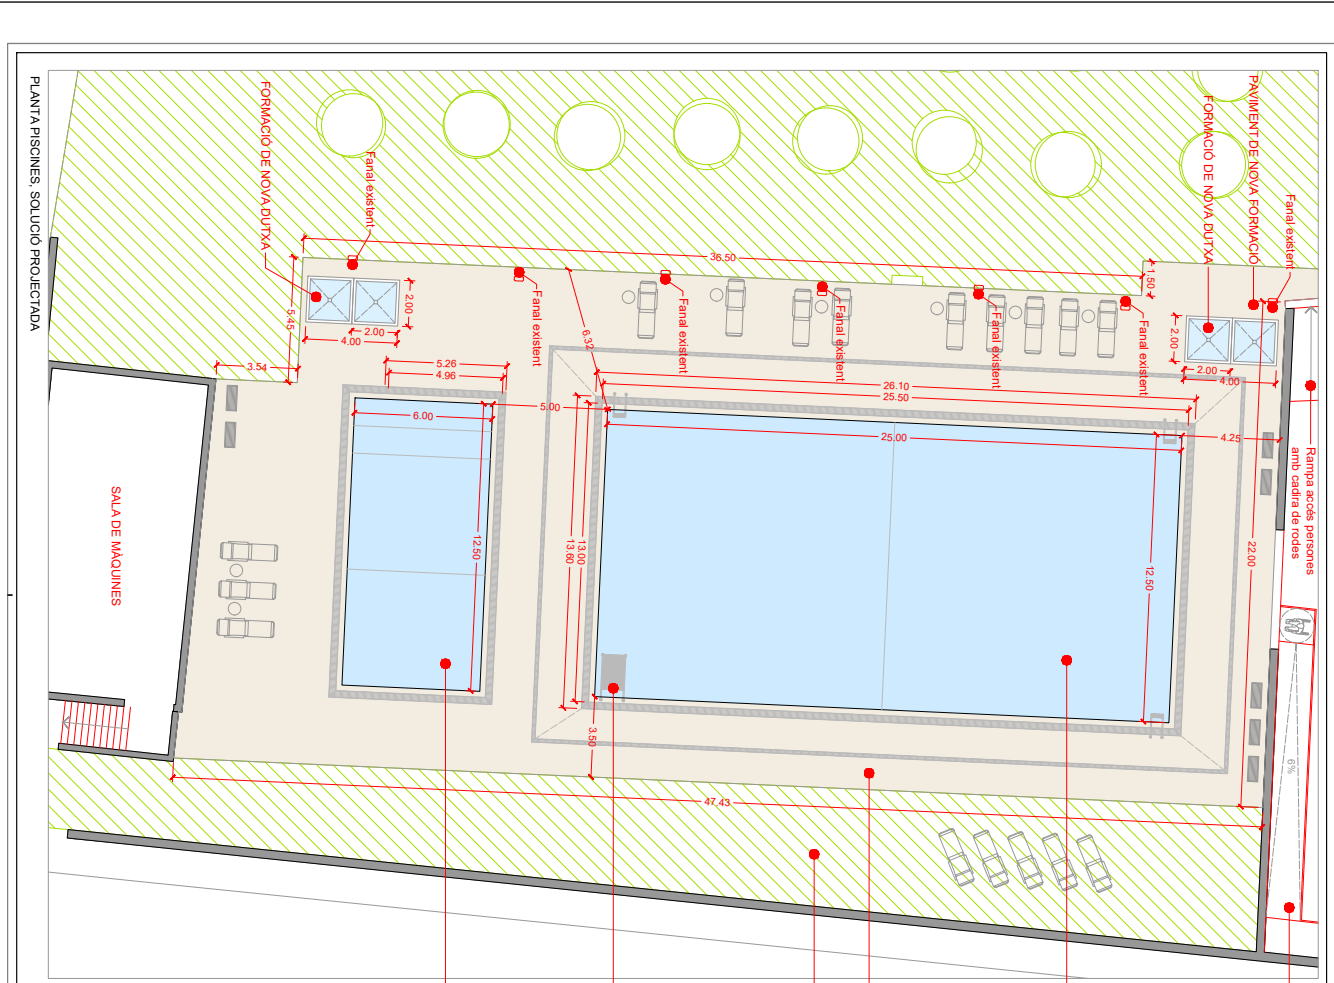 PLANTA PISCINES, SOLUCIÓ PROJECTADA
FORMACIÓ DE NOVA DUTXA
Fanal existent
Fanal existent
Fanal existent
Fanal existent
Fanal existent
Fanal existent
FORMACIÓ DE NOVA DUTXA
PAVIMENT DE NOVA FORMACIÓ
Fanal existent
Rampa accés persones
amb cadira de rodes
SALA DE MÀQUINES
36.50
1.50
5.45
2.00
2.00
4.00
3.54
6.32
5.26
4.96
6.00
5.00
26.10
25.50
25.00
2.00
2.00
4.00
4.25
12.50
13.00
13.60
12.50
22.00
3.50
47.43
6%